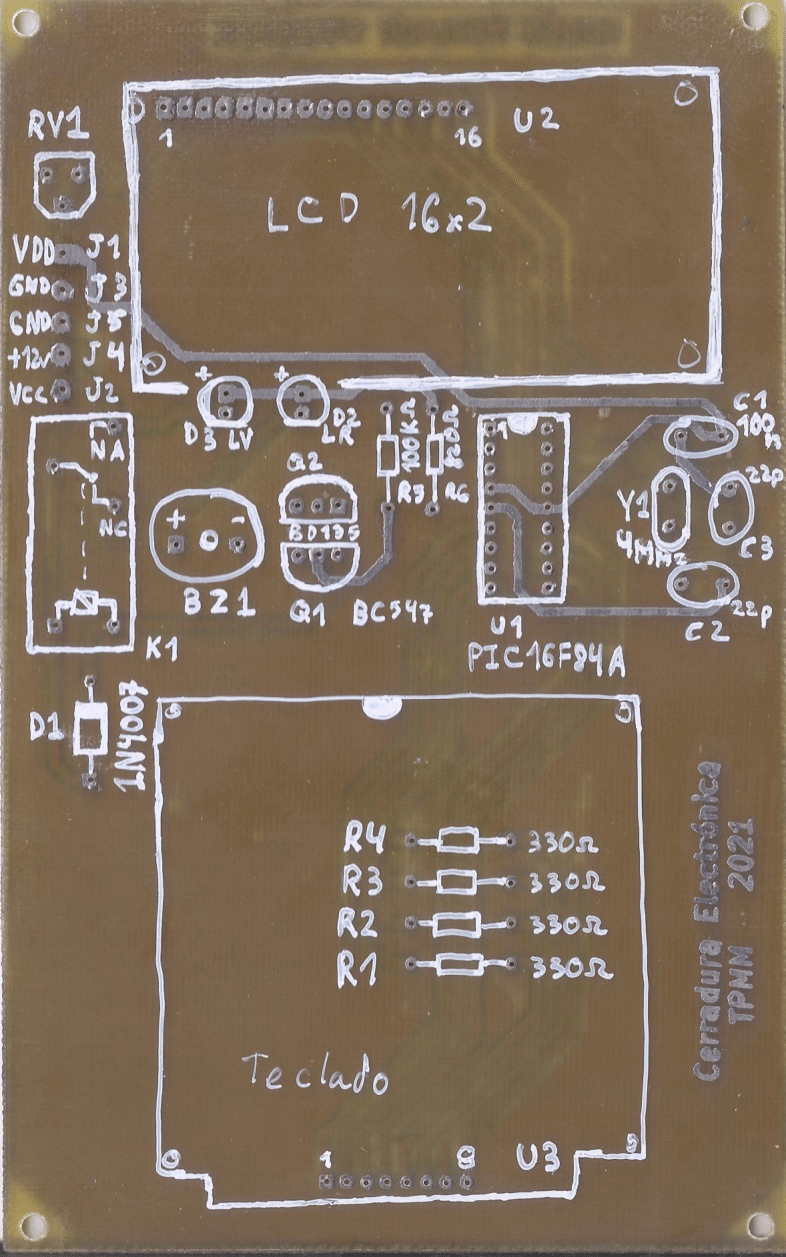 RV1
1
16
U2
LCD 16x2
VDD J1
GND J3
GND J5
+12v J4
VCC J2
+
D3 LV
+
D2
LR
100KΩ
R5
R6
C1
100n
1
NA
NC
K1
+
-
BZ1
Q2
BD135
Q1 BC547
U1
PIC16F84A
Y1
4MHz
22p
C3
22p
C2
D1
1N4007
R4 330Ω
R3 330Ω
R2 330Ω
R1 330Ω
Teclado
1
8
U3
Cerradura Electrónica
TPMM 2021